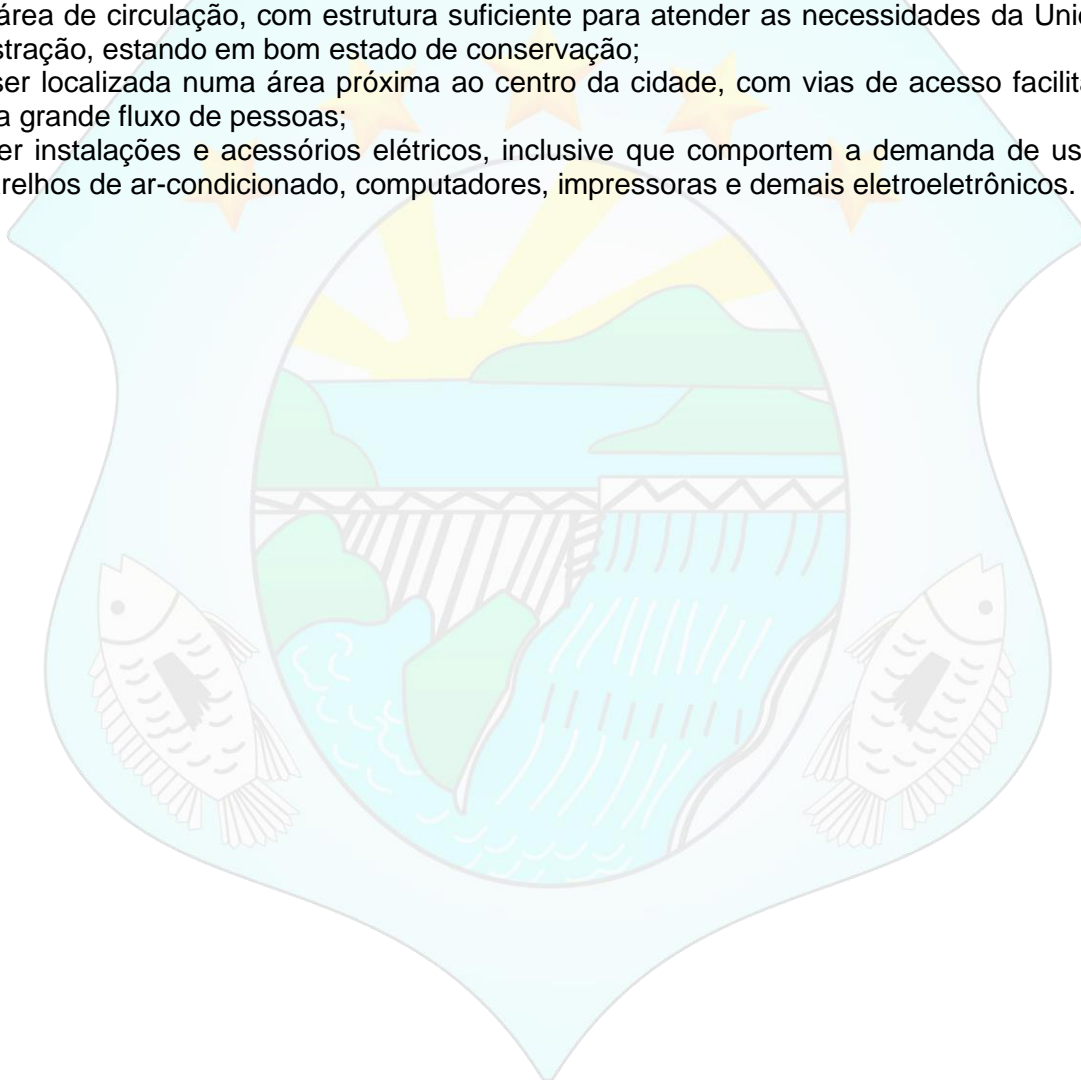 área de circulação, com estrutura suficiente para atender as necessidades da Unic
stração, estando em bom estado de conservação;
ser localizada numa área próxima ao centro da cidade, com vias de acesso facilita
a grande fluxo de pessoas;
er instalações e acessórios elétricos, inclusive que comportem a demanda de us
relhos de ar-condicionado, computadores, impressoras e demais eletroeletrônicos.